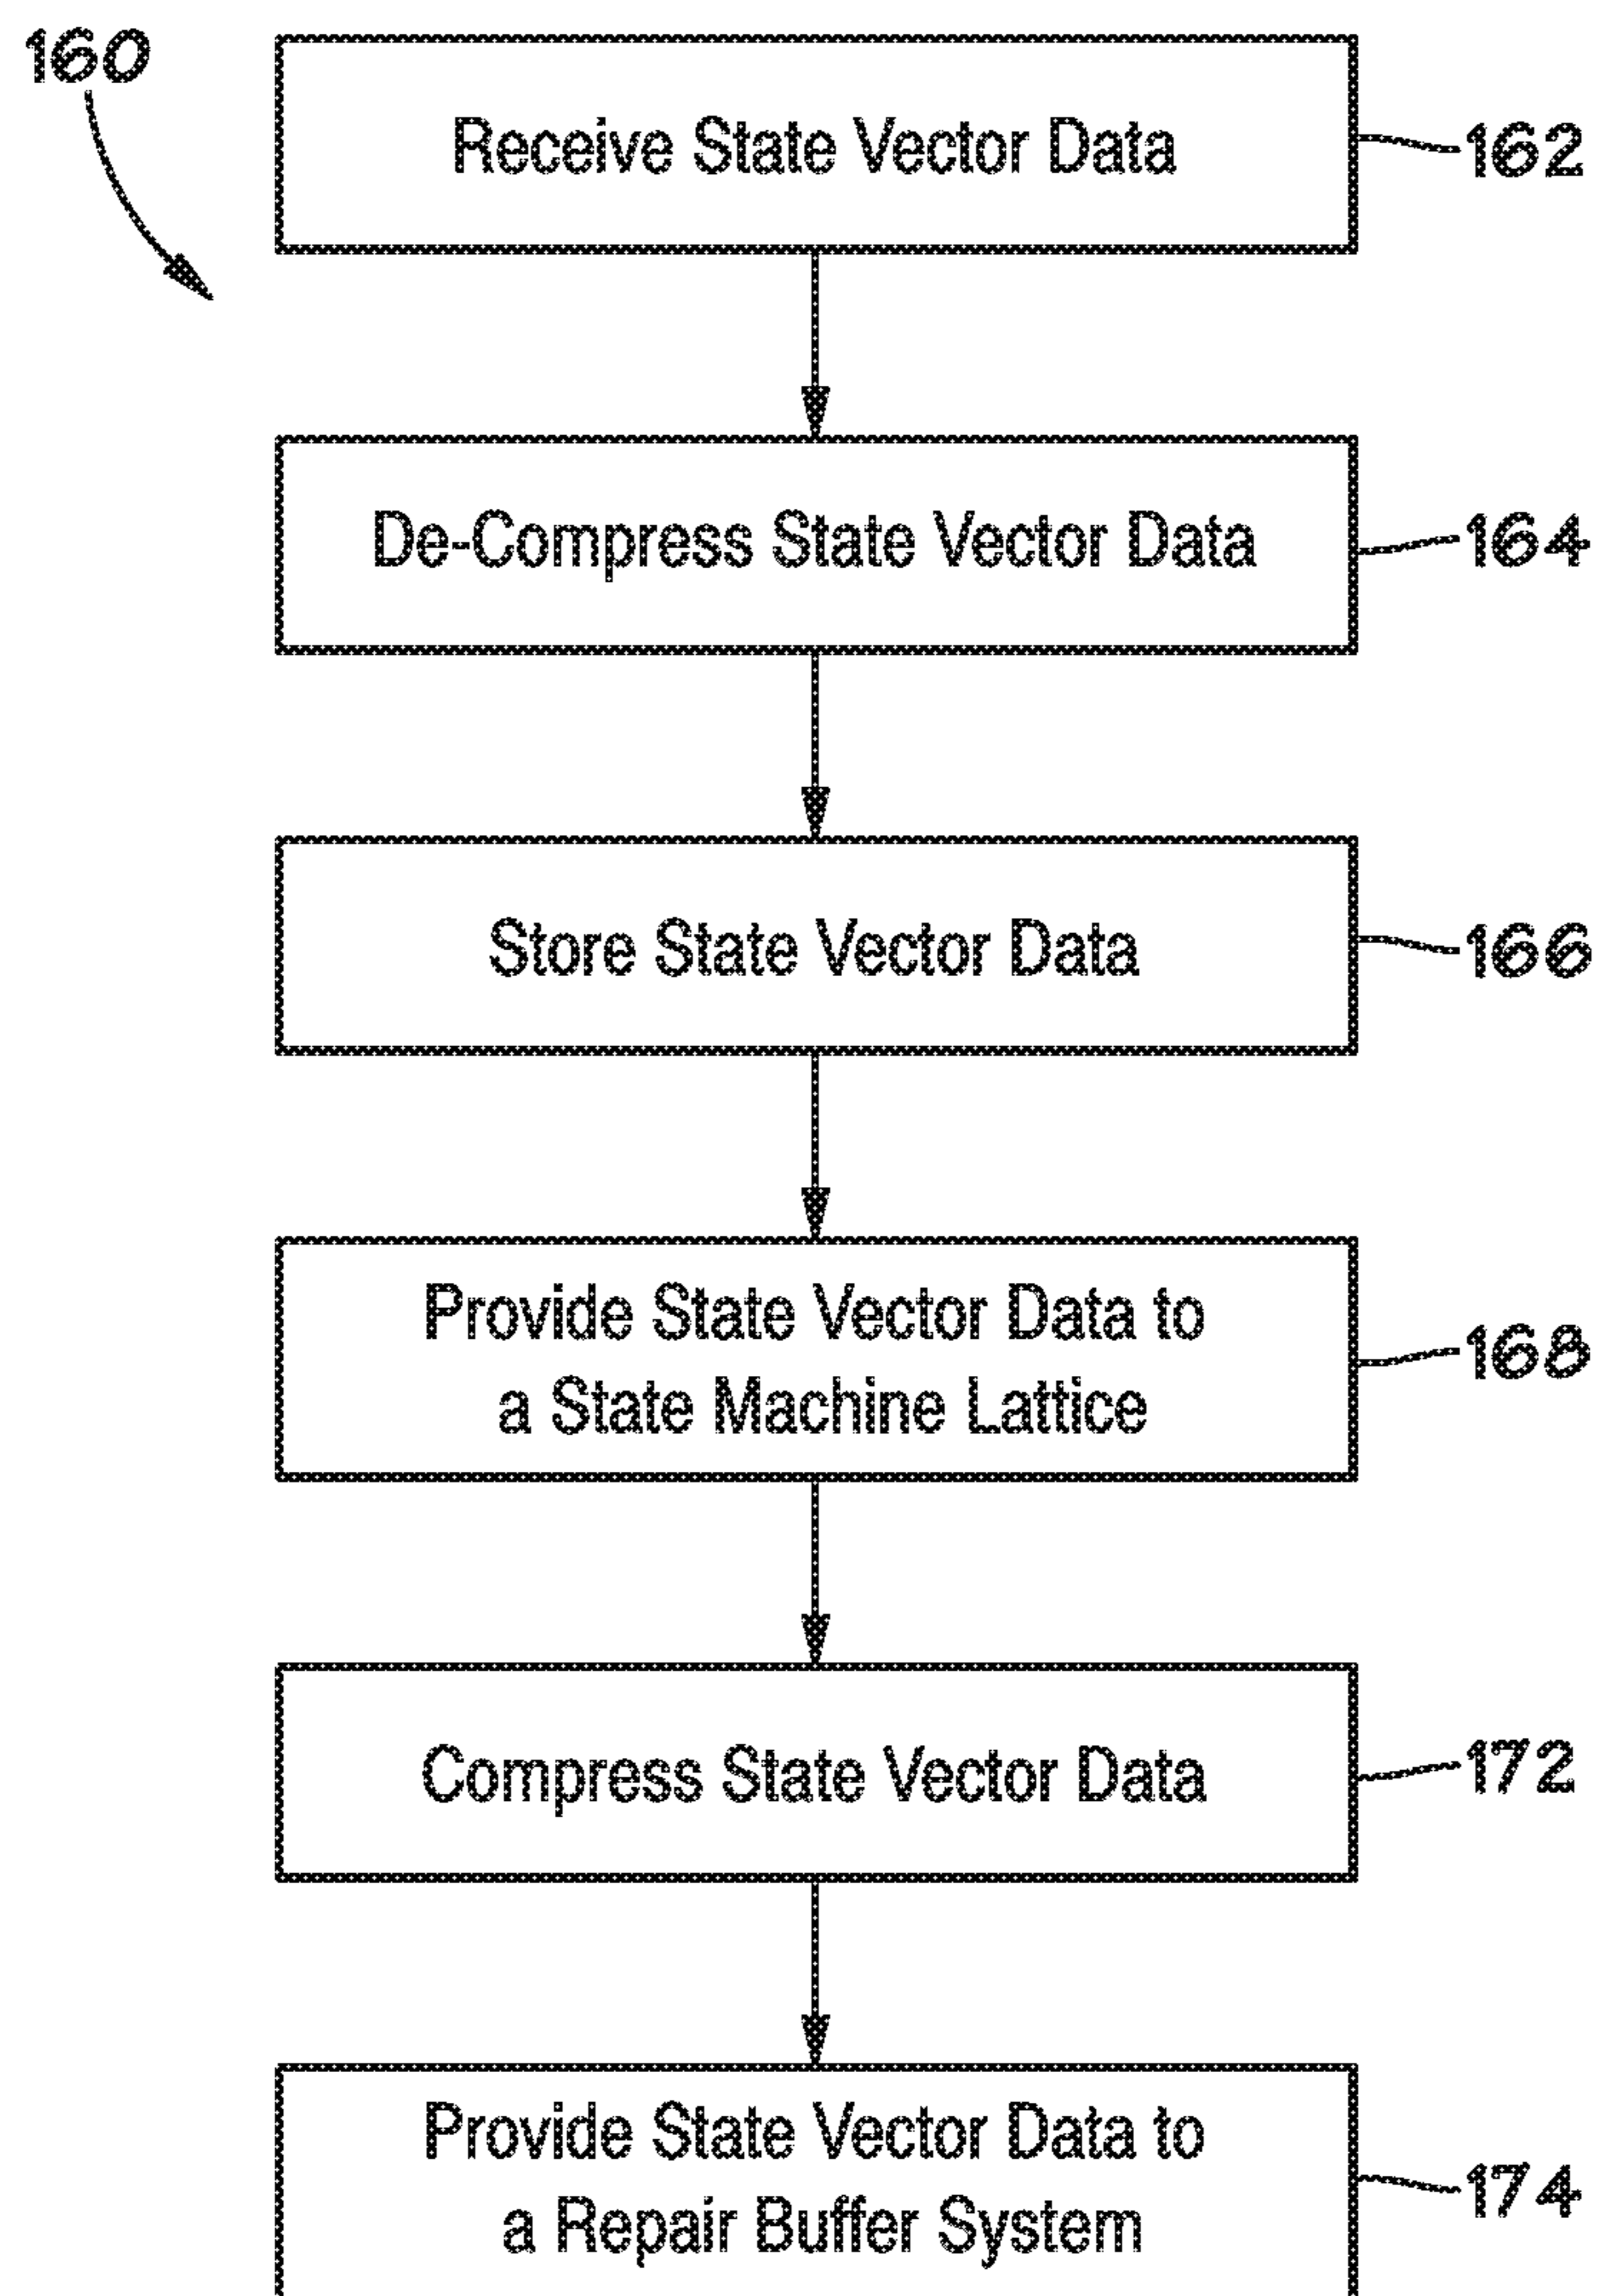 160
Receive State Vector Data
162
De-Compress State Vector Data
164
Store State Vector Data
166
Provide State Vector Data to
a State Machine Lattice
168
Compress State Vector Data
172
Provide State Vector Data to
a Repair Buffer System
174